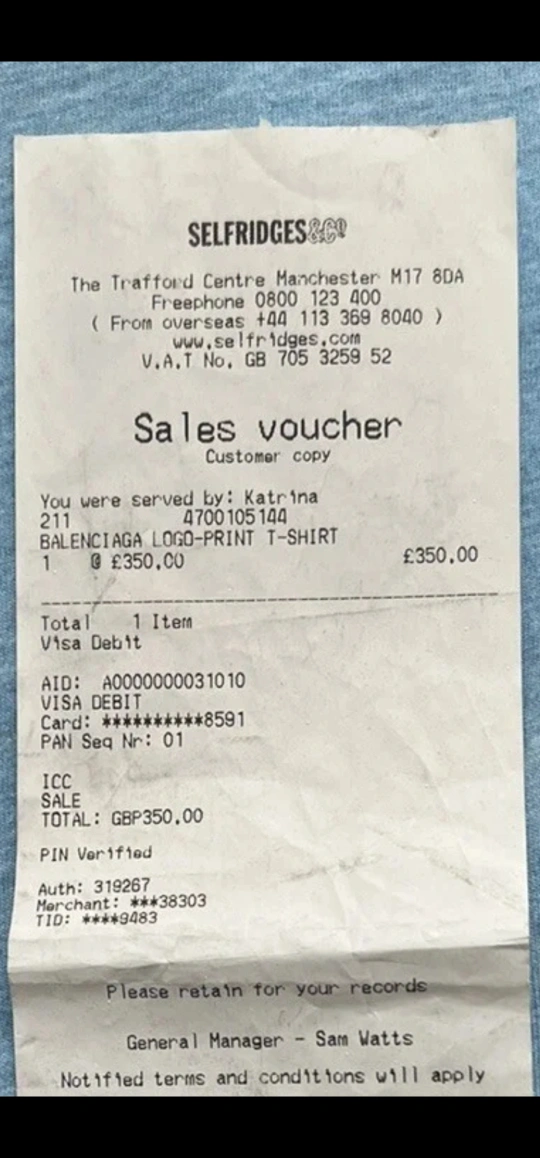 SELFRIDGES&CO
The Trafford Centre Manchester M17 8DA
Freephone 0800 123 400
( From overseas +44 113 369 8040 )
www.selfridges.com
V.A.T No. GB 705 3259 52
Sales voucher
Customer copy
You were served by: Katrina
211 4700105144
BALENCIAGA LOGO-PRINT T-SHIRT
1 @ £350.00 £350.00
Total 1 Item
Visa Debit
AID: A0000000031010
VISA DEBIT
Card: **********8591
PAN Seq Nr: 01
ICC
SALE
TOTAL: GBP350.00
PIN Verified
Auth: 319267
Merchant: ***38303
TID: ****9483
Please retain for your records
General Manager - Sam Watts
Notified terms and conditions will apply